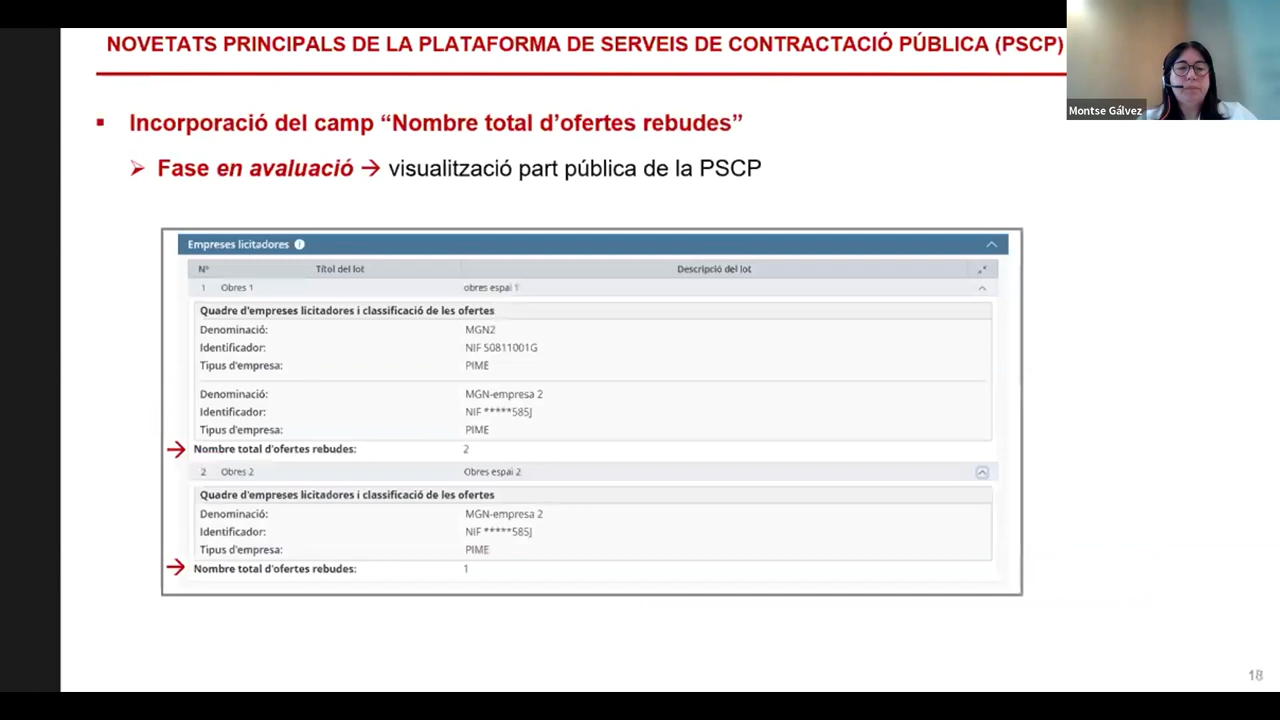 NOVETATS PRINCIPALS DE LA PLATAFORMA DE SERVEIS DE CONTRACTACIÓ PÚBLICA (PSCP)
Montse Gálvez
▪ Incorporació del camp “Nombre total d’ofertes rebudes”
➢ Fase en avaluació → visualització part pública de la PSCP
Empreses licitadores i
Nº Títol del lot Descripció del lot
1 Obres 1 obres espai 1
Quadre d'empreses licitadores i classificació de les ofertes
Denominació: MGN2
Identificador: NIF S0811001G
Tipus d'empresa: PIME
Denominació: MGN-empresa 2
Identificador: NIF *****585J
Tipus d'empresa: PIME
→ Nombre total d'ofertes rebudes: 2
2 Obres 2 Obres espai 2
Quadre d'empreses licitadores i classificació de les ofertes
Denominació: MGN-empresa 2
Identificador: NIF *****585J
Tipus d'empresa: PIME
→ Nombre total d'ofertes rebudes: 1
18